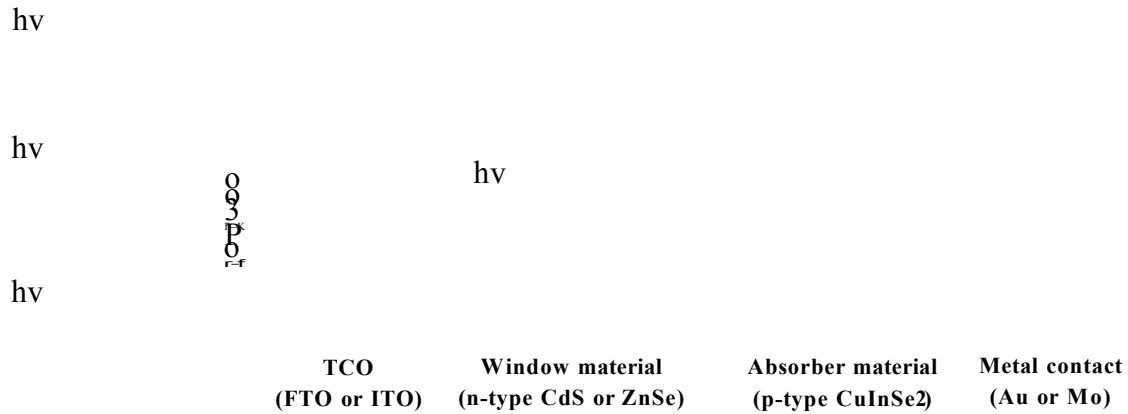 hv
hv
hv
hv
TCO
(FTO or ITO)
Window material
(n-type CdS or ZnSe)
Absorber material
(p-type CuInSe2)
Metal contact
(Au or Mo)